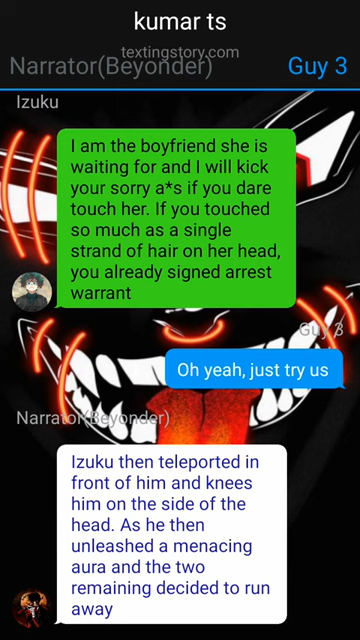 kumar ts
textingstory.com
Narrator(Beyonder) Guy 3
Izuku
I am the boyfriend she is
waiting for and I will kick
your sorry a*s if you dare
touch her. If you touched
so much as a single
strand of hair on her head,
you already signed arrest
warrant
Guy 3
Oh yeah, just try us
Narrator(Beyonder)
Izuku then teleported in
front of him and knees
him on the side of the
head. As he then
unleashed a menacing
aura and the two
remaining decided to run
away